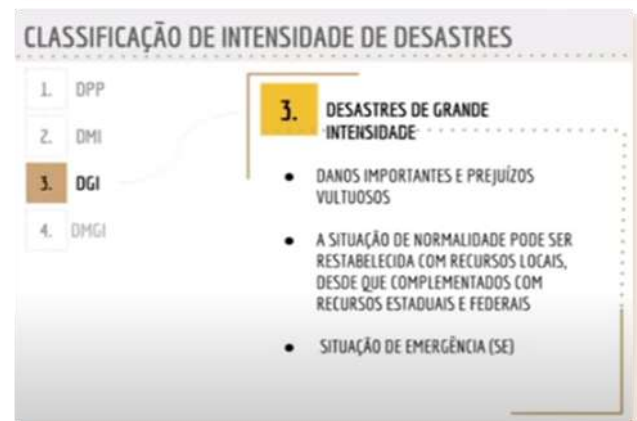 CLASSIFICAÇÃO DE INTENSIDADE DE DESASTRES
1. DPP
2. DMI
3. DGI
4. DMGI
3. DESASTRES DE GRANDE
INTENSIDADE
● DANOS IMPORTANTES E PREJUÍZOS
VULTUOSOS
● A SITUAÇÃO DE NORMALIDADE PODE SER
RESTABELECIDA COM RECURSOS LOCAIS,
DESDE QUE COMPLEMENTADOS COM
RECURSOS ESTADUAIS E FEDERAIS
● SITUAÇÃO DE EMERGÊNCIA (SE)